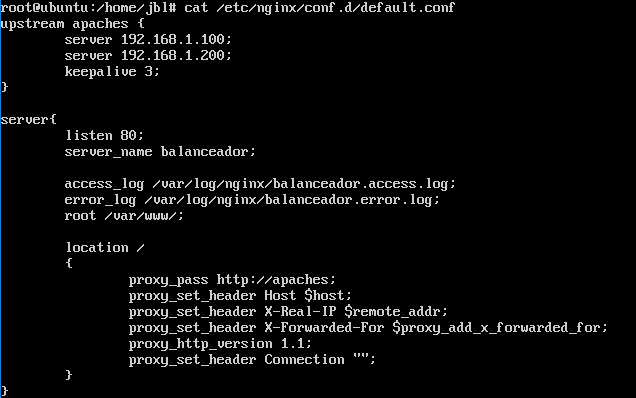 root@ubuntu:/home/jbl# cat /etc/nginx/conf.d/default.conf
upstream apaches {
        server 192.168.1.100;
        server 192.168.1.200;
        keepalive 3;
}

server{
        listen 80;
        server_name balanceador;

        access_log /var/log/nginx/balanceador.access.log;
        error_log /var/log/nginx/balanceador.error.log;
        root /var/www/;

        location /
        {
                proxy_pass http://apaches;
                proxy_set_header Host $host;
                proxy_set_header X-Real-IP $remote_addr;
                proxy_set_header X-Forwarded-For $proxy_add_x_forwarded_for;
                proxy_http_version 1.1;
                proxy_set_header Connection "";
        }
}